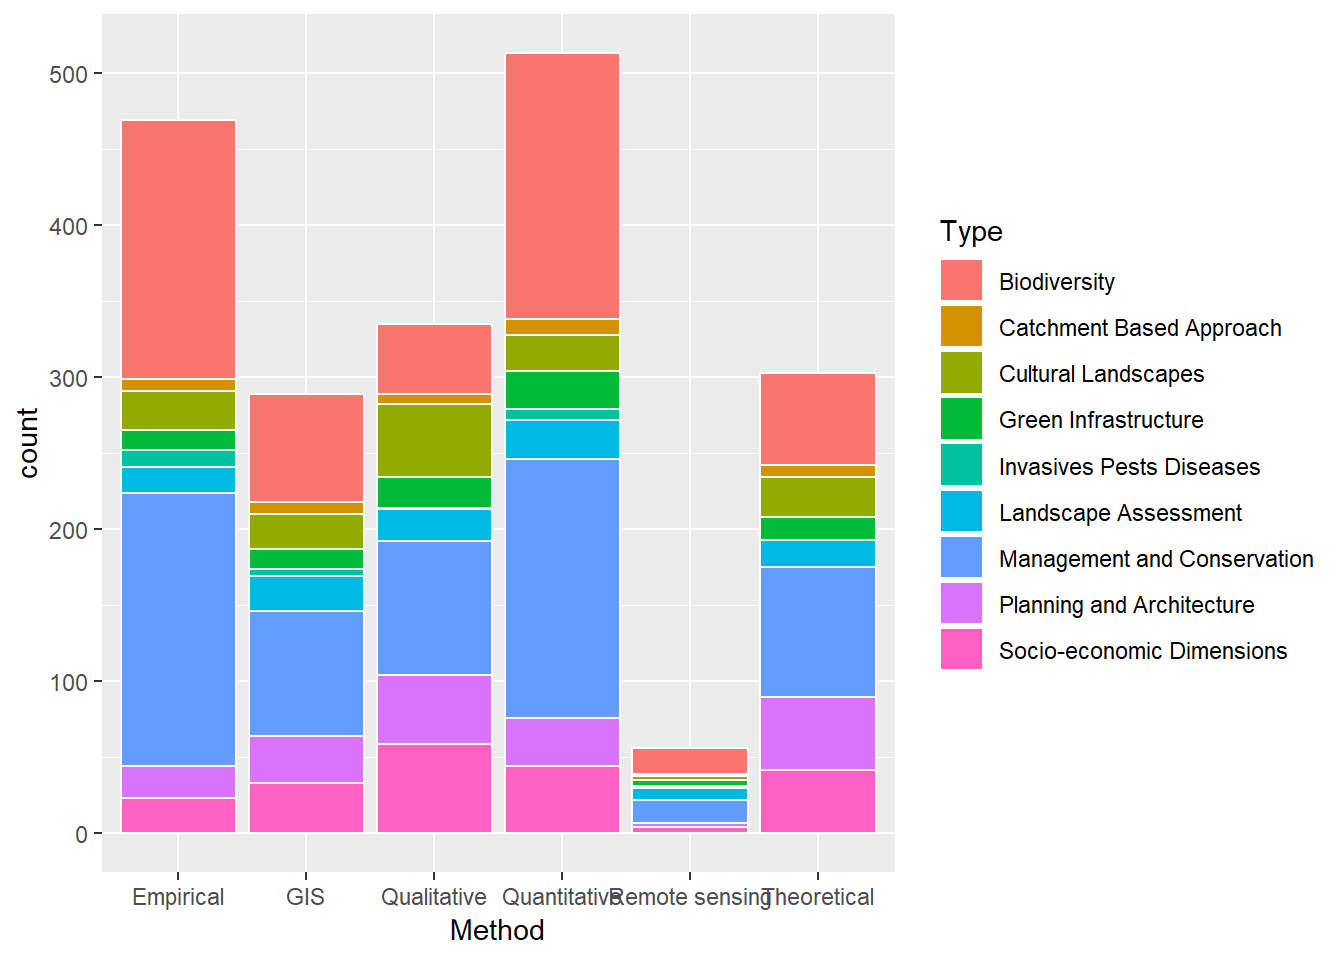 500
400
300
200
100
0
count
Empirical
GIS
Qualitative
Quantitative
Remote sensing
Theoretical
Method
Type
Biodiversity
Catchment Based Approach
Cultural Landscapes
Green Infrastructure
Invasives Pests Diseases
Landscape Assessment
Management and Conservation
Planning and Architecture
Socio-economic Dimensions